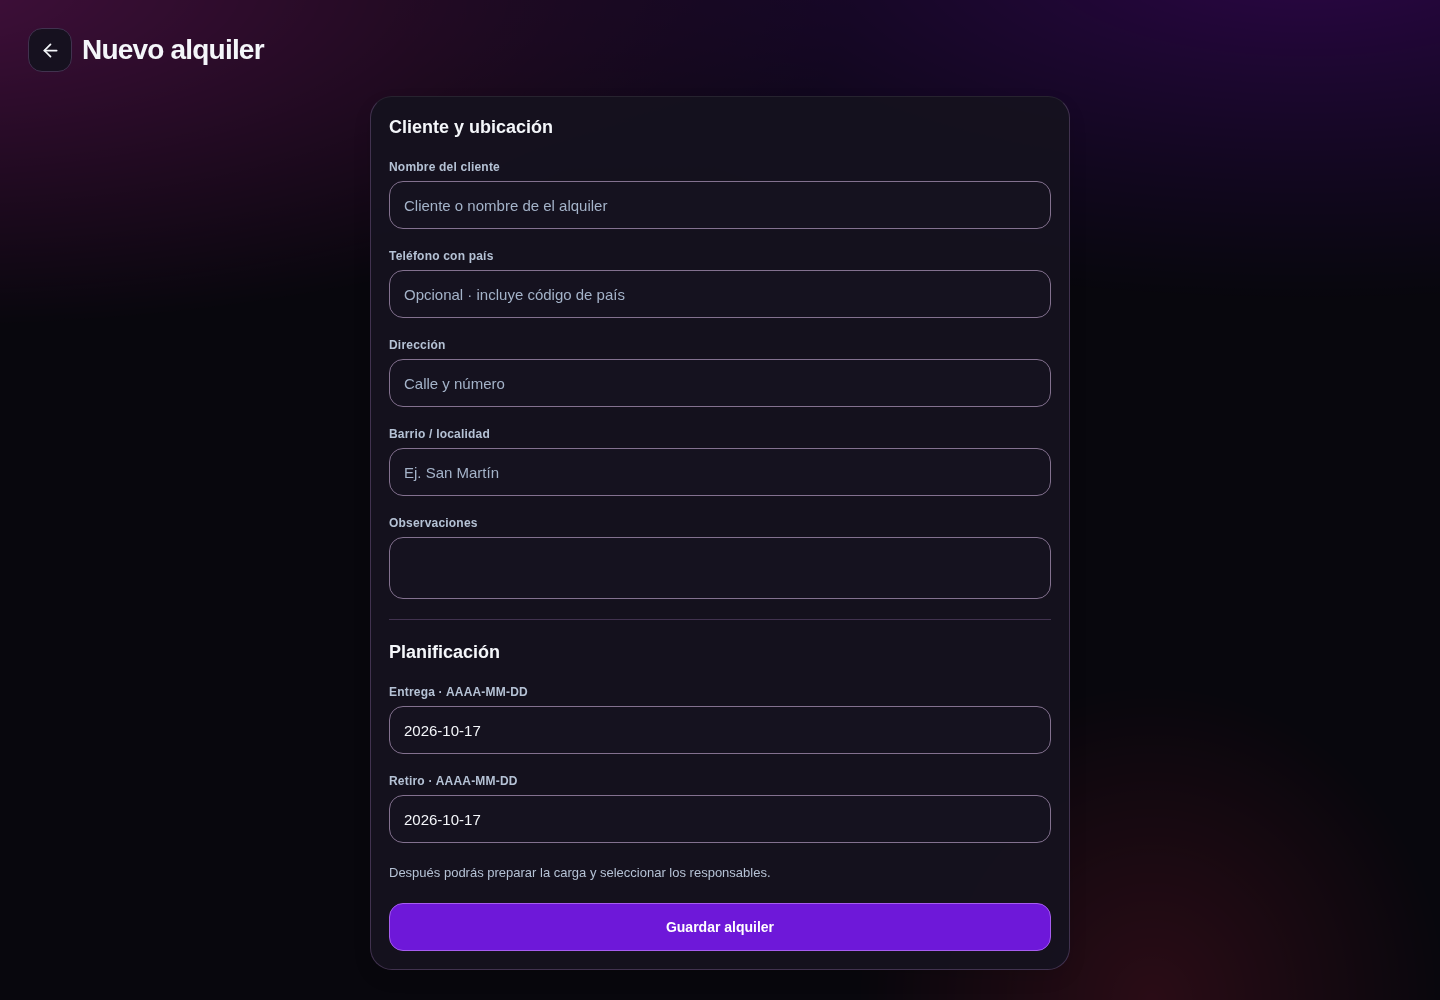 Nuevo alquiler
Cliente y ubicación
Nombre del cliente
Cliente o nombre de el alquiler
Teléfono con país
Opcional · incluye código de país
Dirección
Calle y número
Barrio / localidad
Ej. San Martín
Observaciones
Planificación
Entrega · AAAA-MM-DD
2026-10-17
Retiro · AAAA-MM-DD
2026-10-17
Después podrás preparar la carga y seleccionar los responsables.
Guardar alquiler